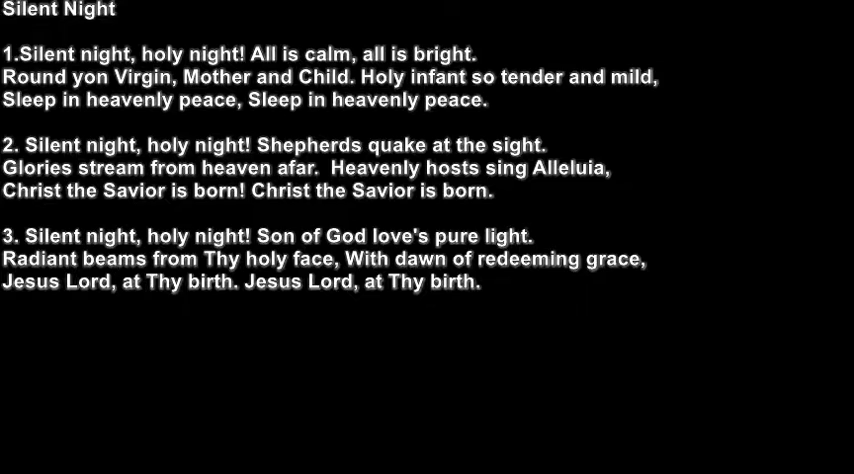 Silent Night
1.Silent night, holy night! All is calm, all is bright.
Round yon Virgin, Mother and Child. Holy infant so tender and mild,
Sleep in heavenly peace, Sleep in heavenly peace.
2. Silent night, holy night! Shepherds quake at the sight.
Glories stream from heaven afar.  Heavenly hosts sing Alleluia,
Christ the Savior is born! Christ the Savior is born.
3. Silent night, holy night! Son of God love's pure light.
Radiant beams from Thy holy face, With dawn of redeeming grace,
Jesus Lord, at Thy birth. Jesus Lord, at Thy birth.